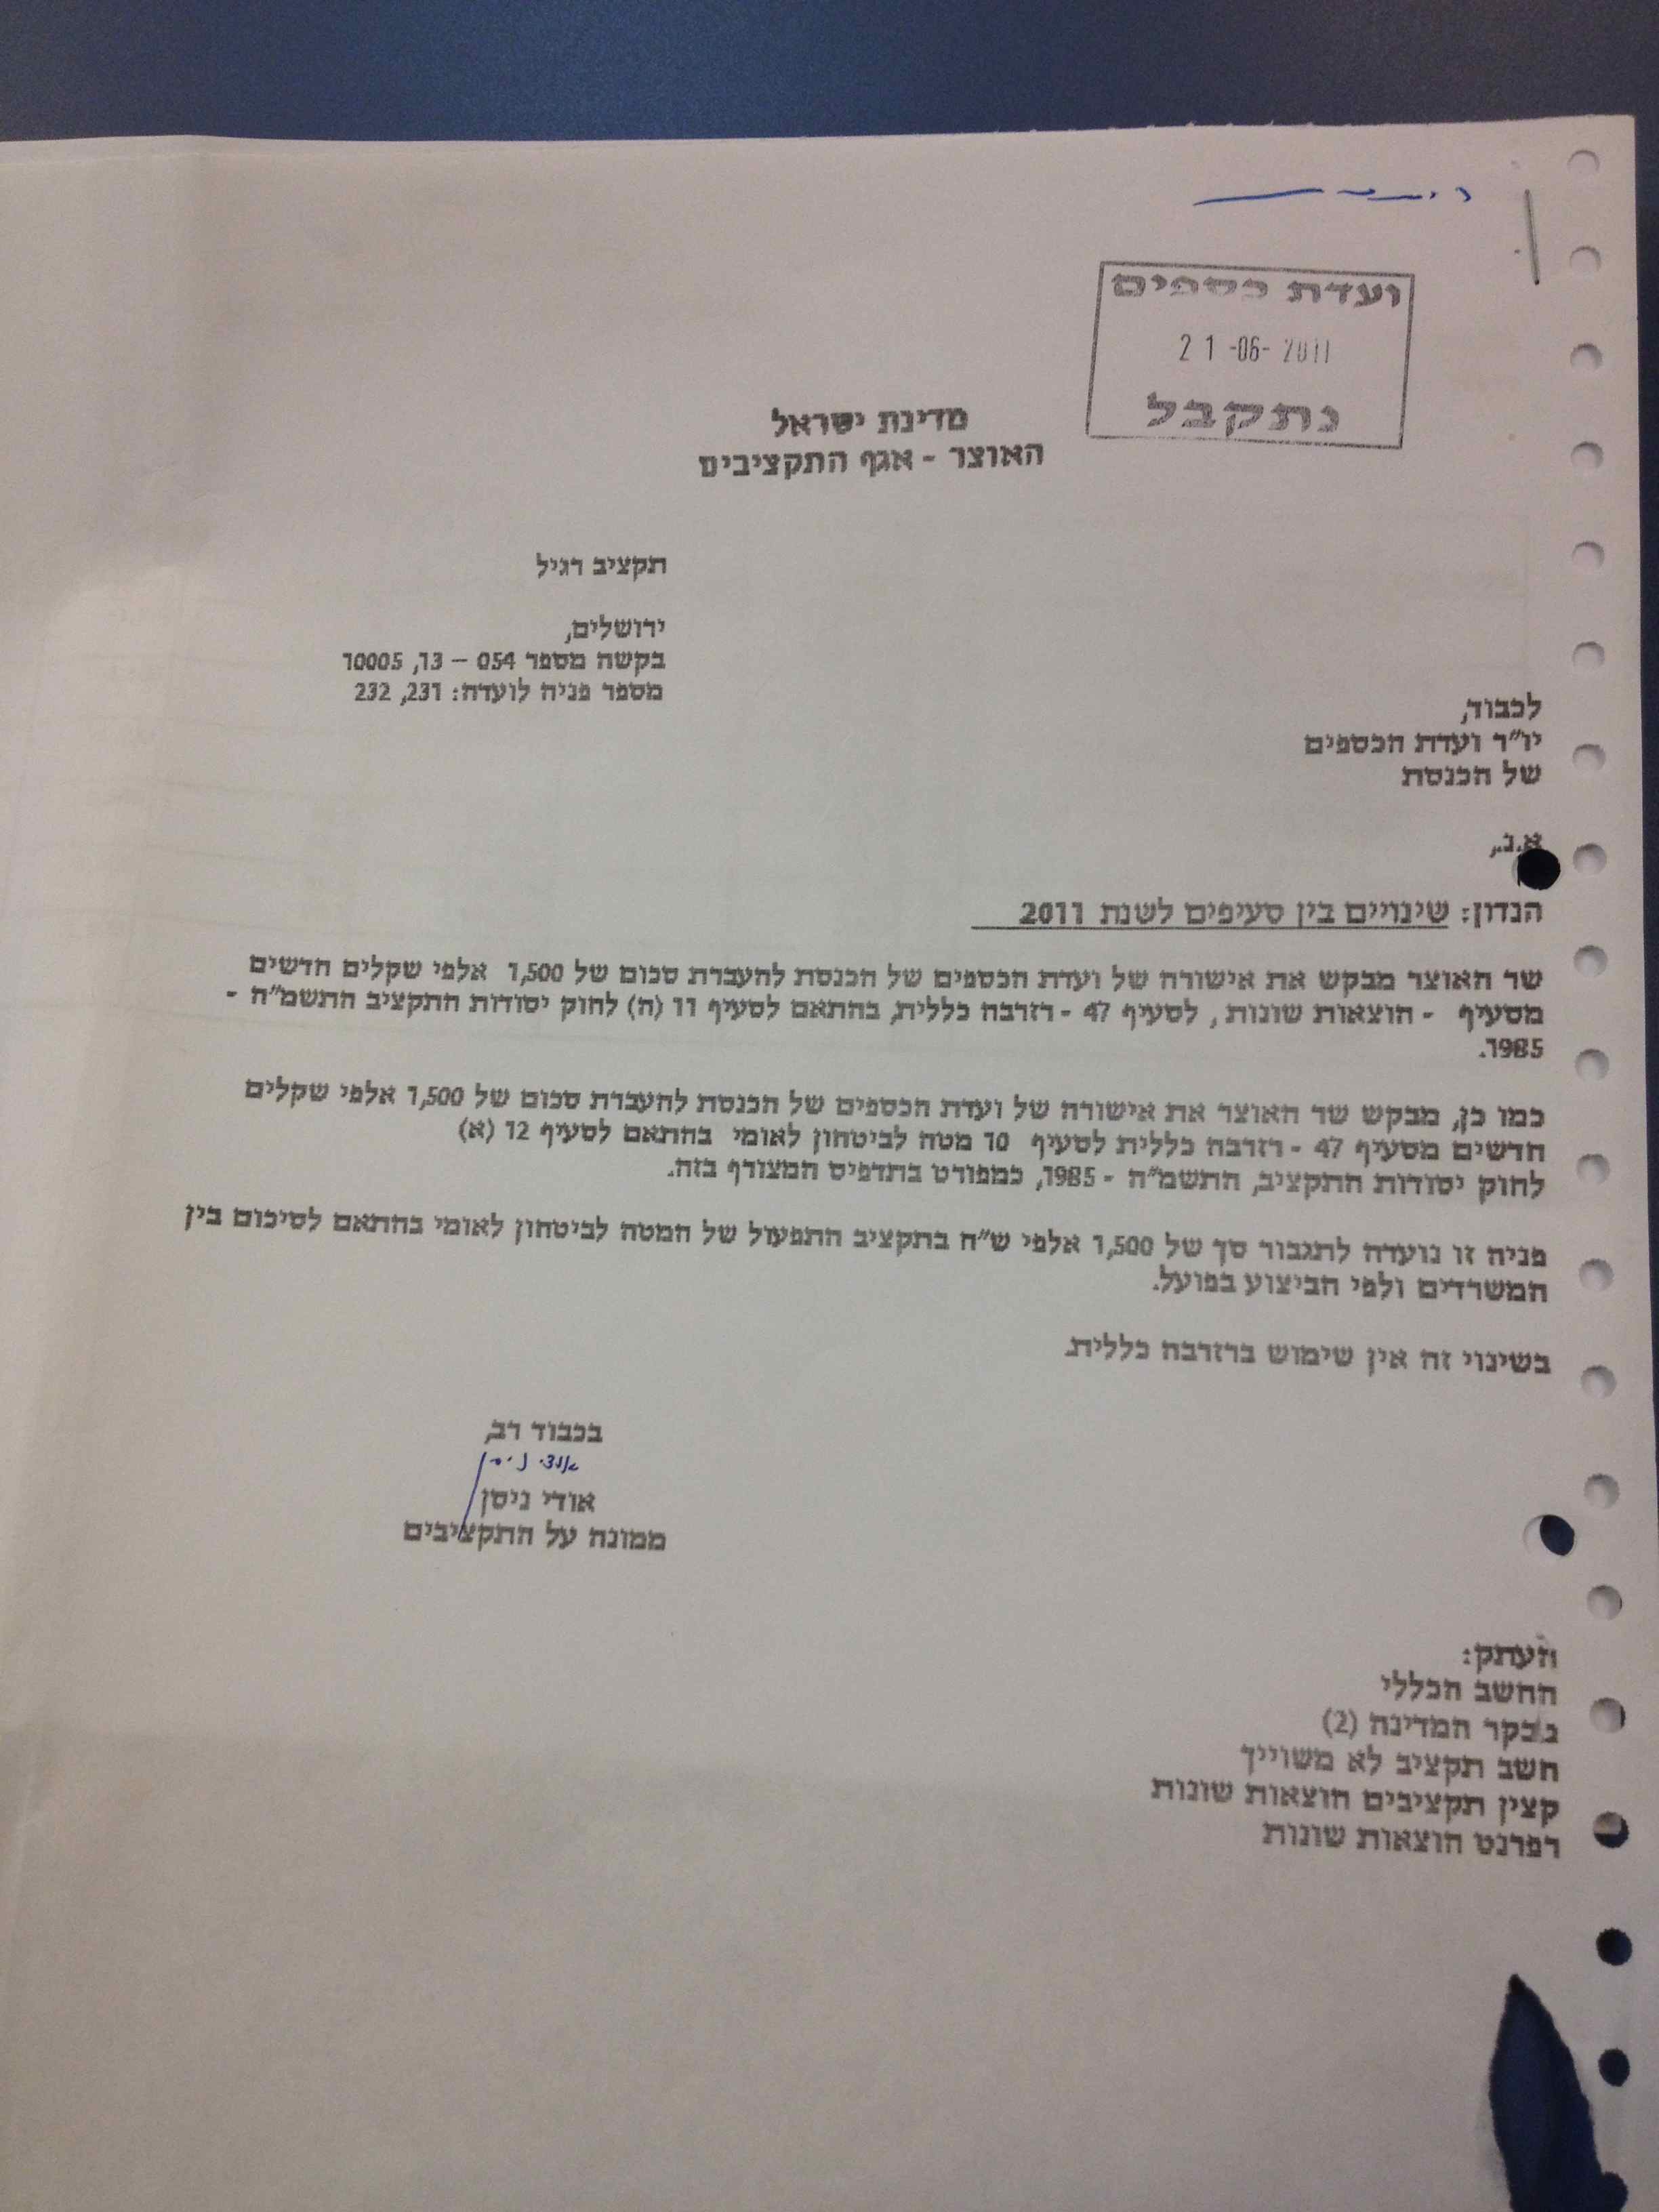 ועדת כספים
21-06-2011
נתקבל
מדינת ישראל
האוצר - אגף התקציבים
תקציב רגיל
ירושלים,
בקשה מספר 054 – 13, 10005
מספר פניה לועדה: 231, 232
לכבוד,
יו"ר ועדת הכספים
של הכנסת
א.נ.,
הנדון: שינויים בין סעיפים לשנת 2011
שר האוצר מבקש את אישורה של ועדת הכספים של הכנסת להעברת סכום של 1,500 אלפי שקלים חדשים
מסעיף - הוצאות שונות , לסעיף 47 - רזרבה כללית, בהתאם לסעיף 11 (ה) לחוק יסודות התקציב התשמ"ה -
1985.
כמו כן, מבקש שר האוצר את אישורה של ועדת הכספים של הכנסת להעברת סכום של 1,500 אלפי שקלים
חדשים מסעיף 47 - רזרבה כללית לסעיף 10 מטה לביטחון לאומי בהתאם לסעיף 12 (א)
לחוק יסודות התקציב, התשמ"ה - 1985, כמפורט בתדפיס המצורף בזה.
פניה זו נועדה לתגבור סך של 1,500 אלפי ש"ח בתקציב התפעול של המטה לביטחון לאומי בהתאם לסיכום בין
המשרדים ולפי הביצוע בפועל.
בשינוי זה אין שימוש ברזרבה כללית.
בכבוד רב,
אודי ניסן
אודי ניסן
ממונה על התקציבים
העתק:
החשב הכללי
מבקר המדינה (2)
חשב תקציב לא משוייך
קצין תקציבים הוצאות שונות
רפרנט הוצאות שונות